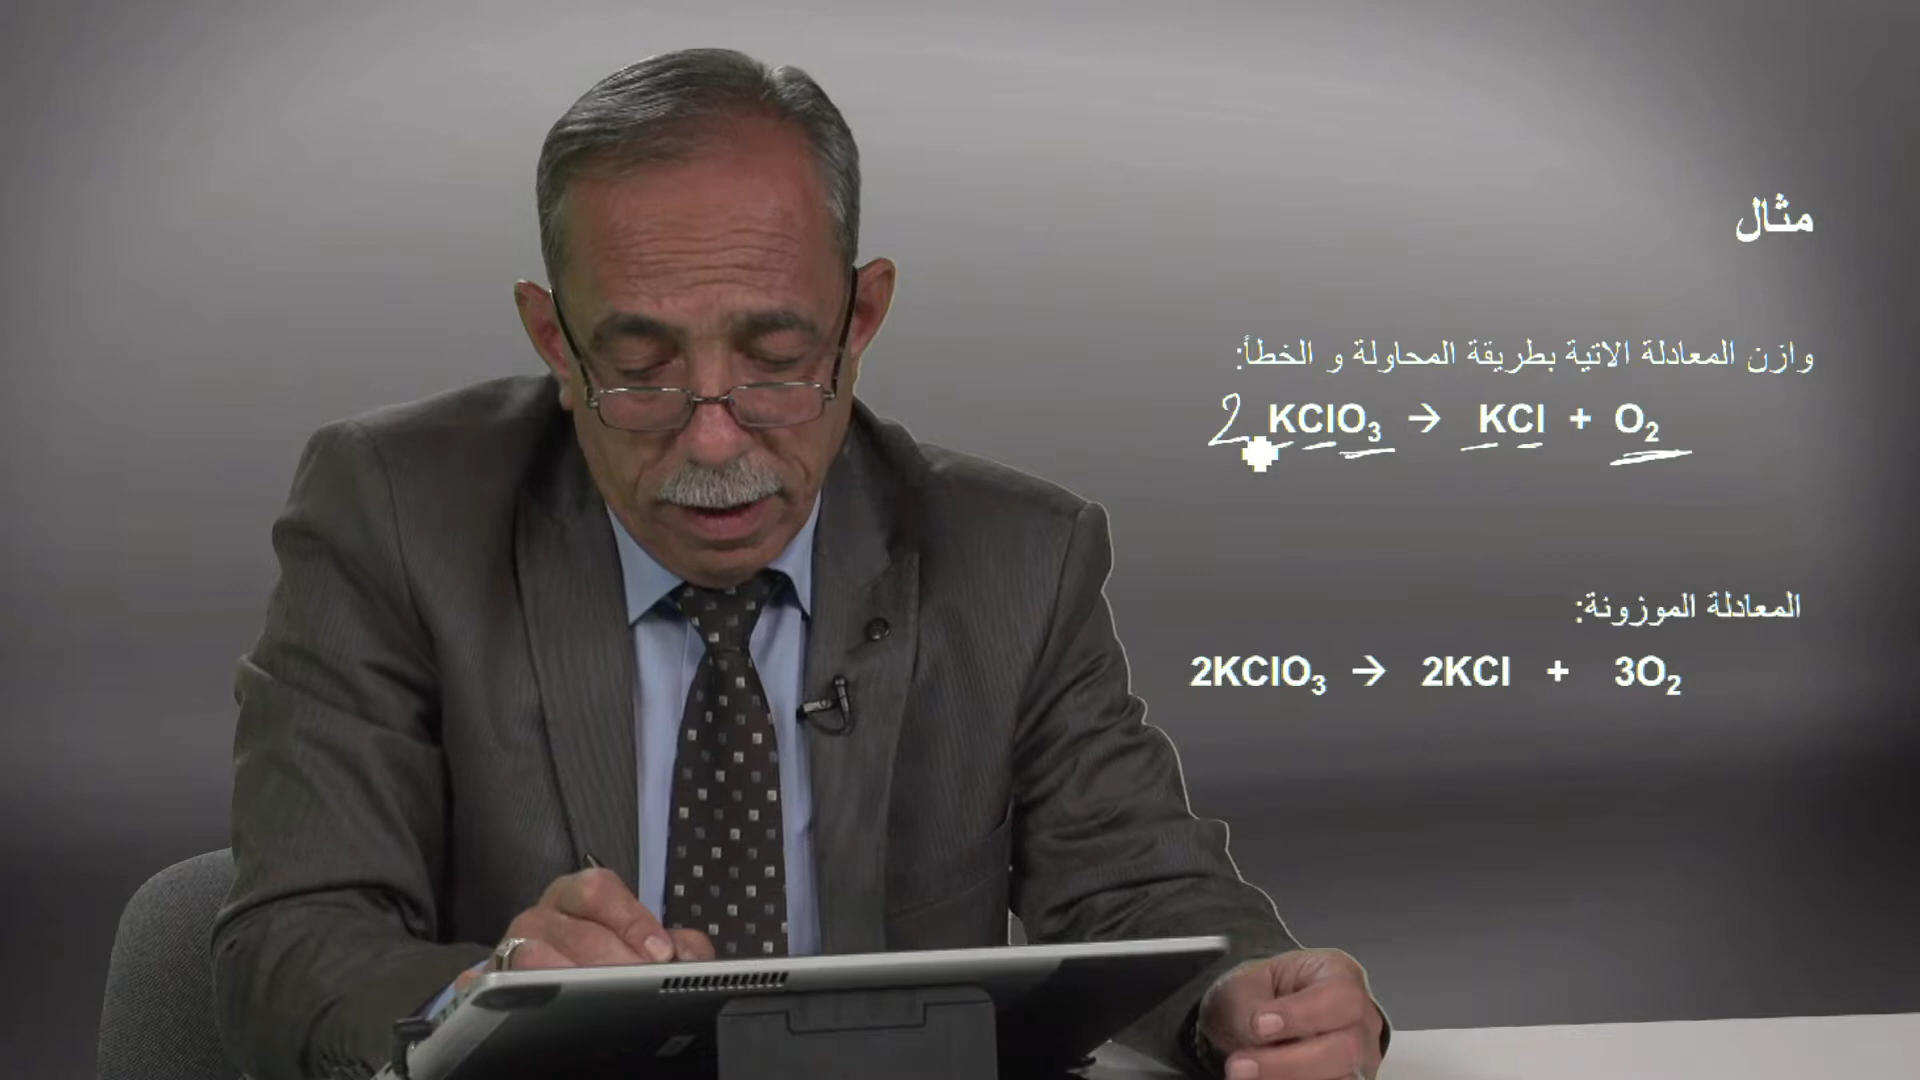 مثال
وازن المعادلة الاتية بطريقة المحاولة و الخطأ:
2 KClO₃ → KCl + O₂
المعادلة الموزونة:
2KClO₃ → 2KCl + 3O₂